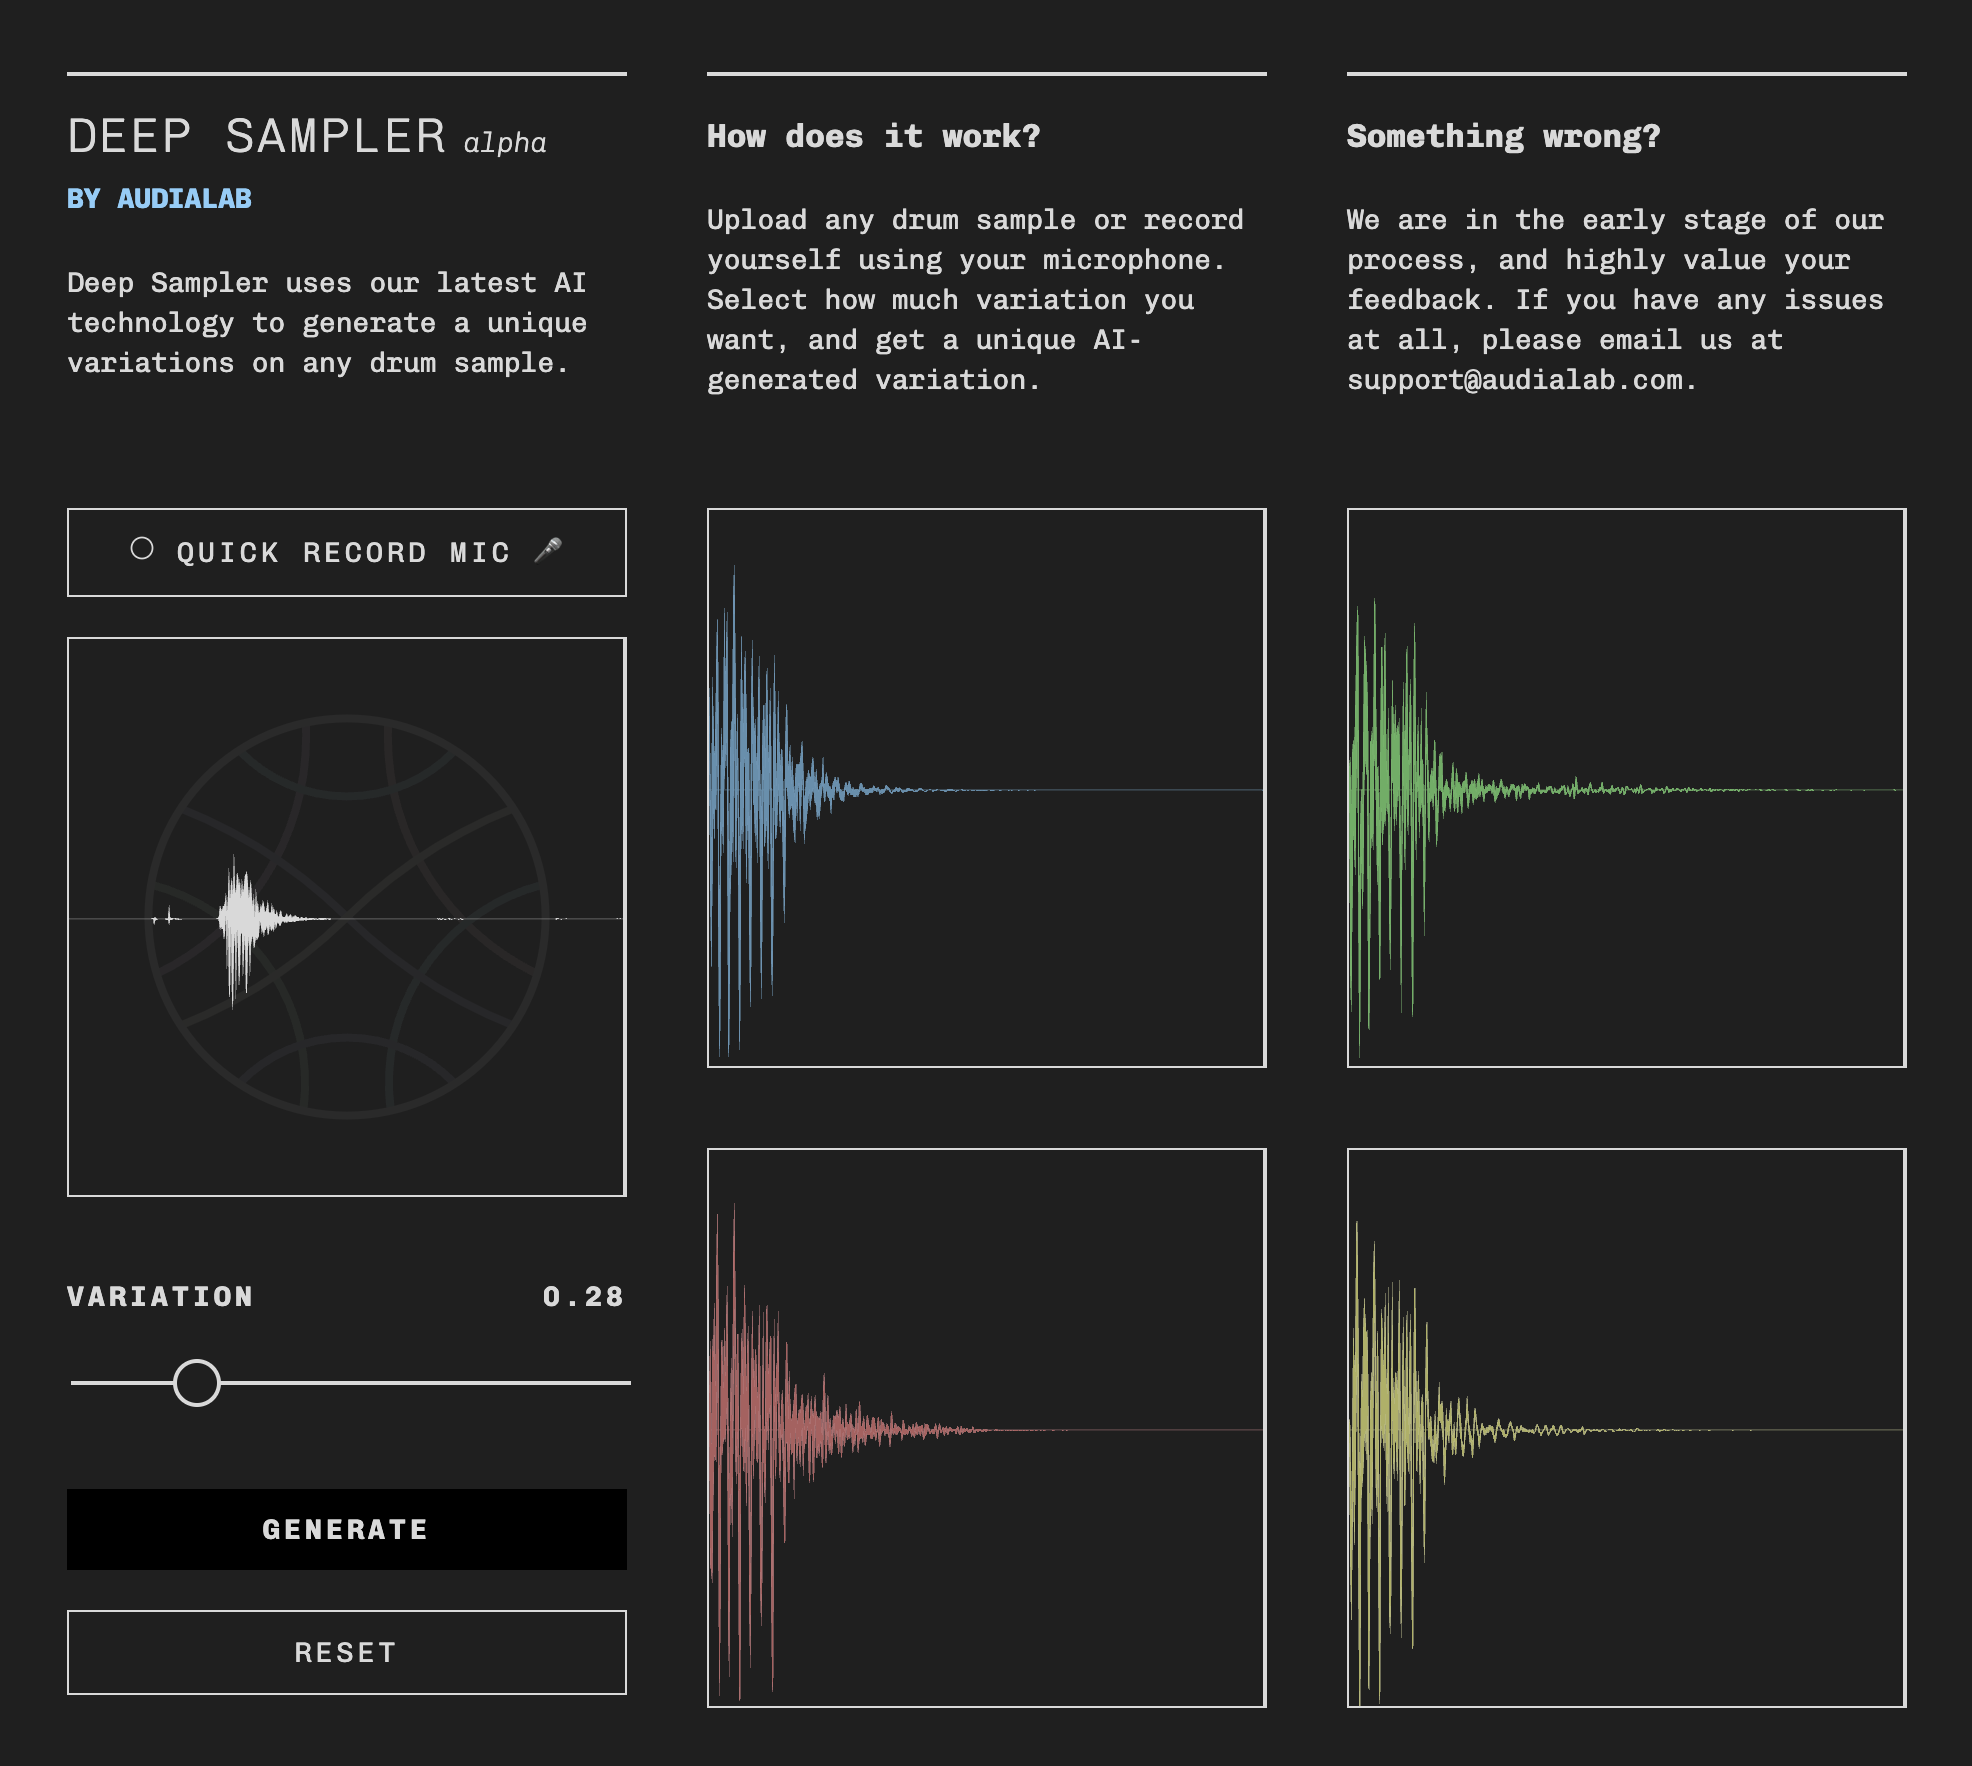 DEEP SAMPLER alpha
BY AUDIALAB
Deep Sampler uses our latest AI
technology to generate a unique
variations on any drum sample.
How does it work?
Upload any drum sample or record
yourself using your microphone.
Select how much variation you
want, and get a unique AI-
generated variation.
Something wrong?
We are in the early stage of our
process, and highly value your
feedback. If you have any issues
at all, please email us at
support@audialab.com.
QUICK RECORD MIC
VARIATION 0.28
GENERATE
RESET